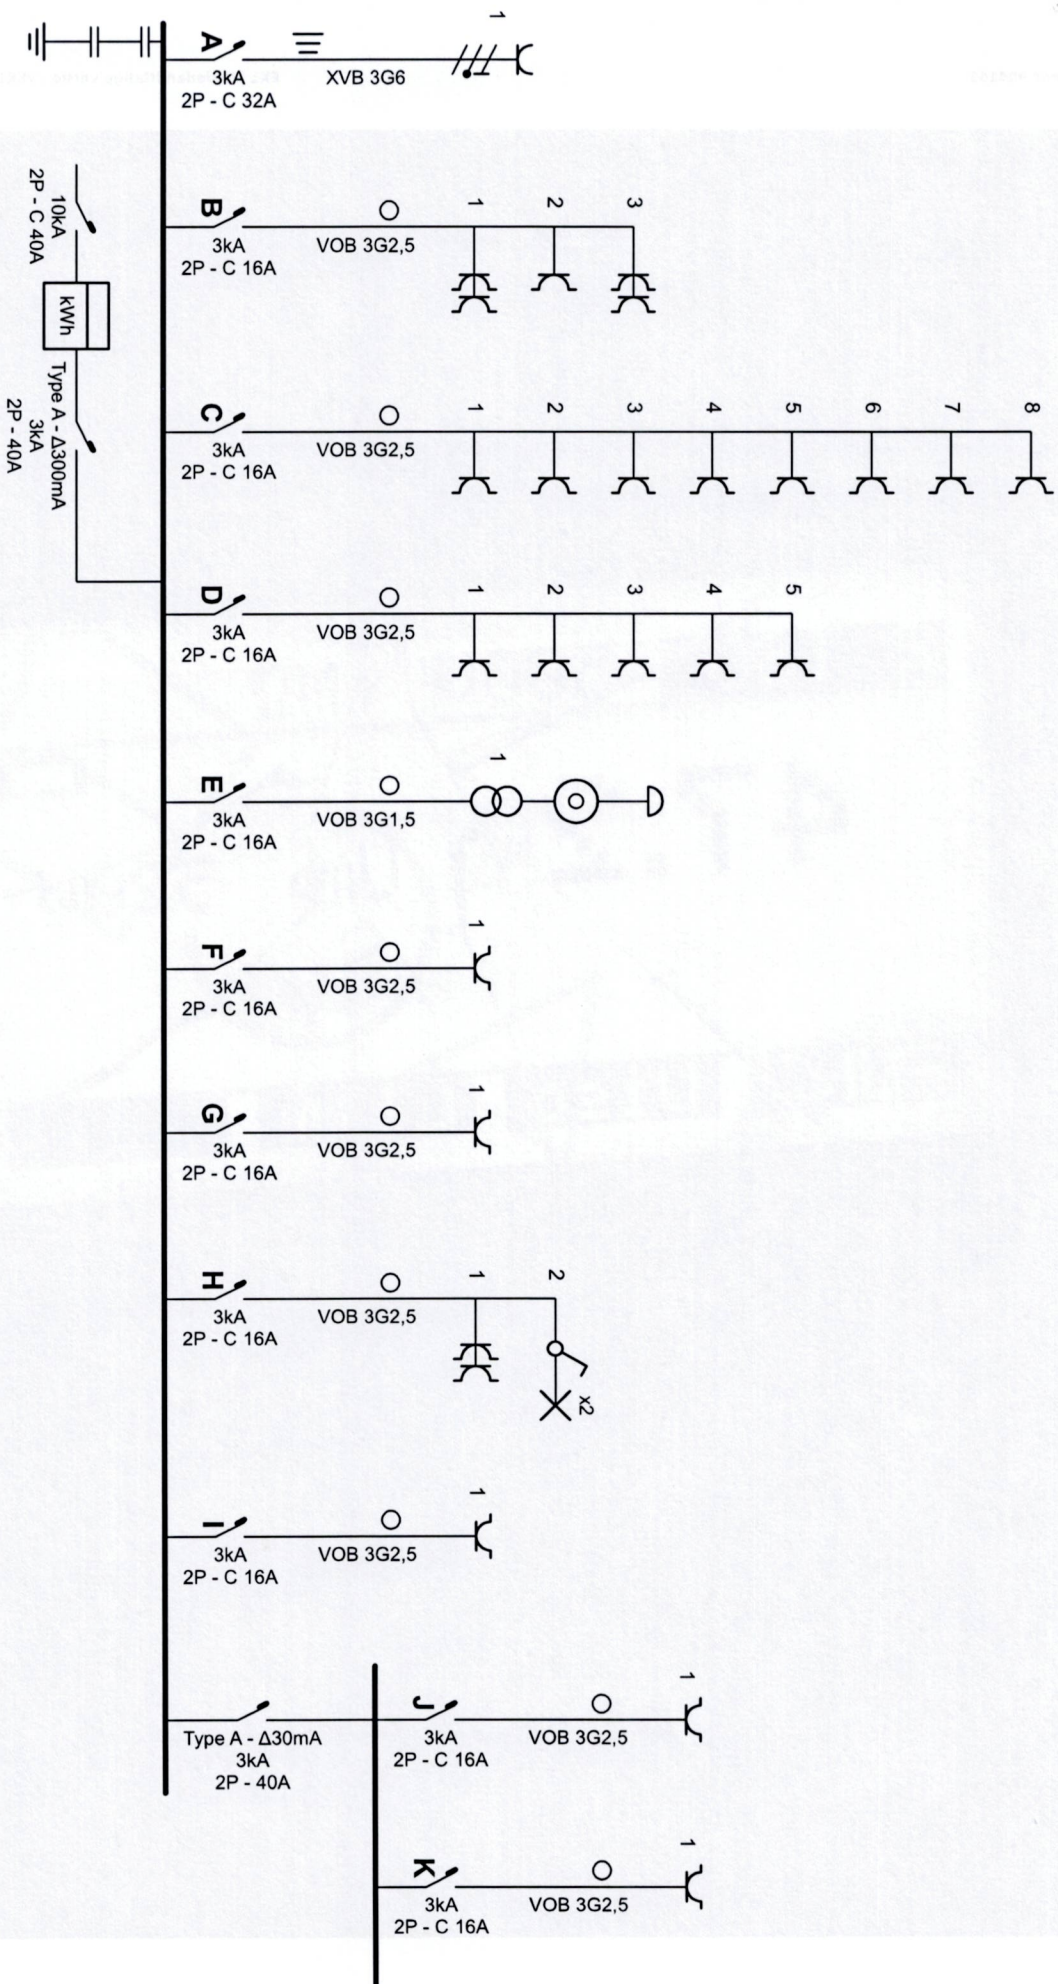 A
3kA
2P - C 32A
XVB 3G6
1
10kA
2P - C 40A
kWh
Type A - Δ300mA
3kA
2P - 40A
B
3kA
2P - C 16A
VOB 3G2,5
1 2 3
C
3kA
2P - C 16A
VOB 3G2,5
1 2 3 4 5 6 7 8
D
3kA
2P - C 16A
VOB 3G2,5
1 2 3 4 5
E
3kA
2P - C 16A
VOB 3G1,5
1
F
3kA
2P - C 16A
VOB 3G2,5
1
G
3kA
2P - C 16A
VOB 3G2,5
1
H
3kA
2P - C 16A
VOB 3G2,5
1 2
x2
I
3kA
2P - C 16A
VOB 3G2,5
1
Type A - Δ30mA
3kA
2P - 40A
J
3kA
2P - C 16A
VOB 3G2,5
1
K
3kA
2P - C 16A
VOB 3G2,5
1